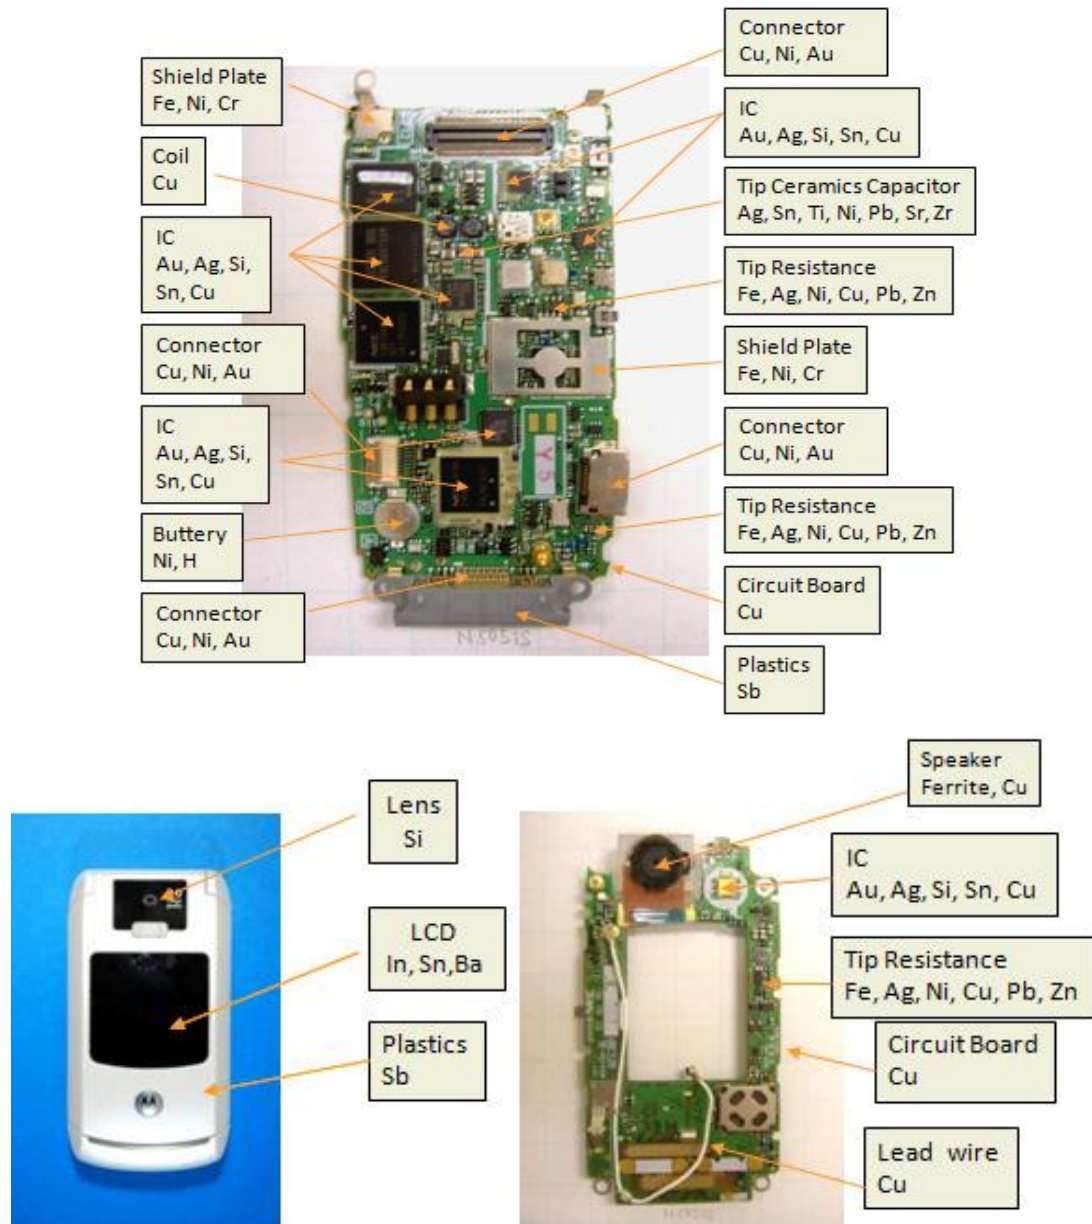 Connector
Cu, Ni, Au
Shield Plate
Fe, Ni, Cr
IC
Au, Ag, Si, Sn, Cu
Coil
Cu
Tip Ceramics Capacitor
Ag, Sn, Ti, Ni, Pb, Sr, Zr
IC
Au, Ag, Si,
Sn, Cu
Tip Resistance
Fe, Ag, Ni, Cu, Pb, Zn
Connector
Cu, Ni, Au
Shield Plate
Fe, Ni, Cr
IC
Au, Ag, Si,
Sn, Cu
Connector
Cu, Ni, Au
Y5
Buttery
Ni, H
Tip Resistance
Fe, Ag, Ni, Cu, Pb, Zn
Connector
Cu, Ni, Au
Circuit Board
Cu
N505iS
Plastics
Sb
Speaker
Ferrite, Cu
Lens
Si
IC
Au, Ag, Si, Sn, Cu
LCD
In, Sn,Ba
Tip Resistance
Fe, Ag, Ni, Cu, Pb, Zn
Plastics
Sb
Circuit Board
Cu
Lead wire
Cu